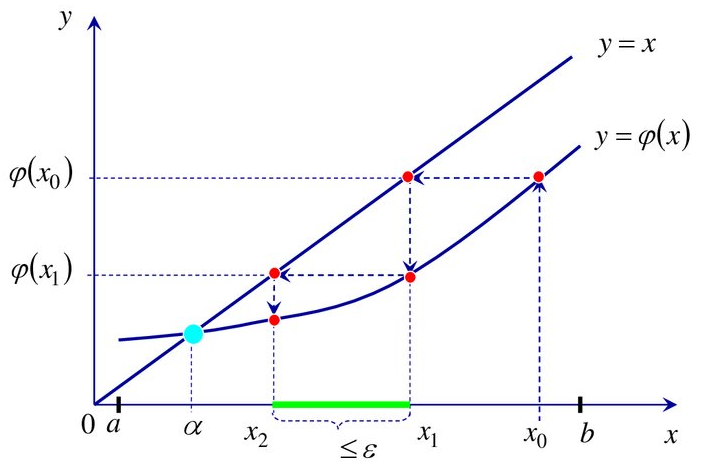 y
y = x
y = φ(x)
φ(x₀)
φ(x₁)
0 a α x₂ x₁ x₀ b x
≤ ε